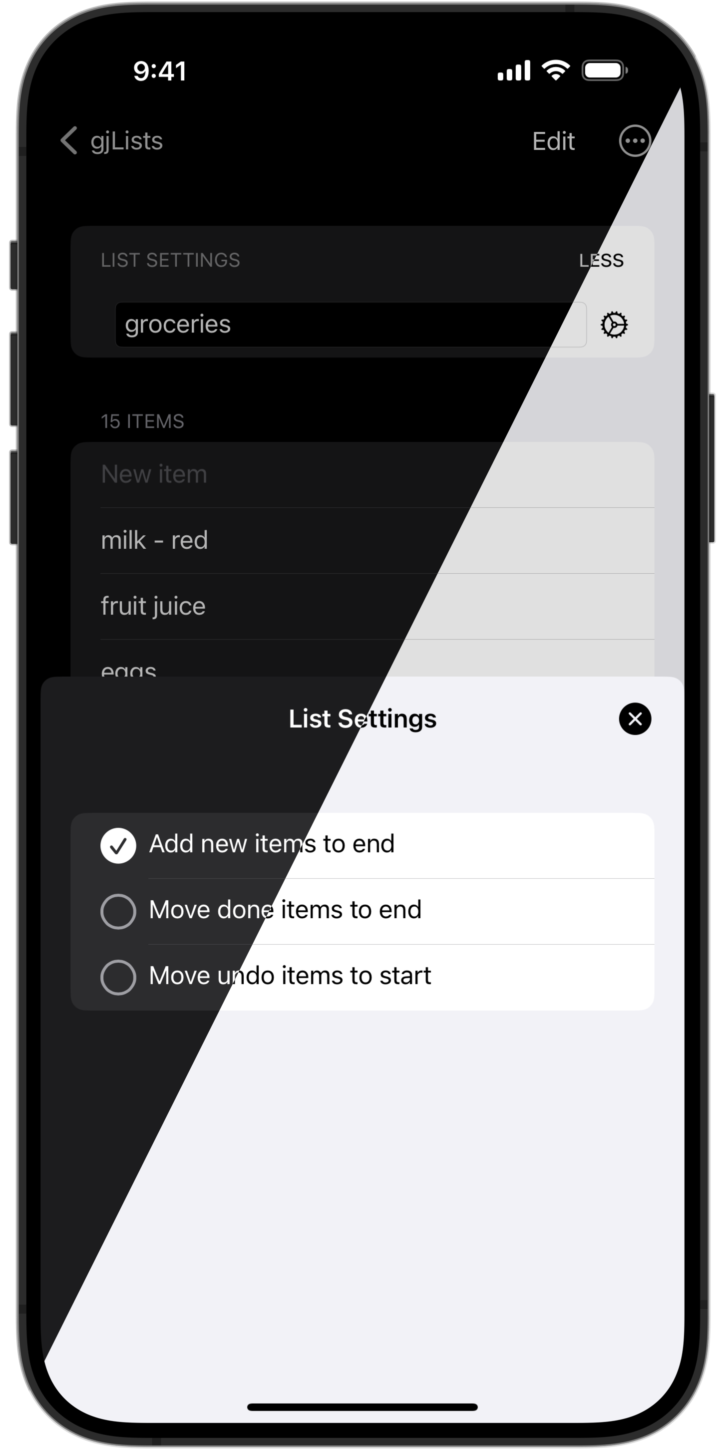 9:41
gjLists Edit
LIST SETTINGS LESS
groceries
15 ITEMS
New item
milk - red
fruit juice
eggs
List Settings
Add new items to end
Move done items to end
Move undo items to start